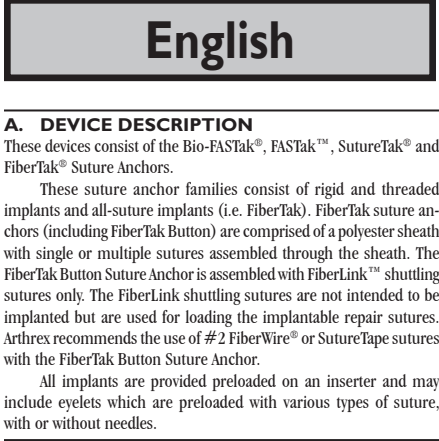 English
A. DEVICE DESCRIPTION
These devices consist of the Bio-FASTak®, FASTak™, SutureTak® and
FiberTak® Suture Anchors.
These suture anchor families consist of rigid and threaded
implants and all-suture implants (i.e. FiberTak). FiberTak suture an-
chors (including FiberTak Button) are comprised of a polyester sheath
with single or multiple sutures assembled through the sheath. The
FiberTak Button Suture Anchor is assembled with FiberLink™ shuttling
sutures only. The FiberLink shuttling sutures are not intended to be
implanted but are used for loading the implantable repair sutures.
Arthrex recommends the use of #2 FiberWire® or SutureTape sutures
with the FiberTak Button Suture Anchor.
All implants are provided preloaded on an inserter and may
include eyelets which are preloaded with various types of suture,
with or without needles.